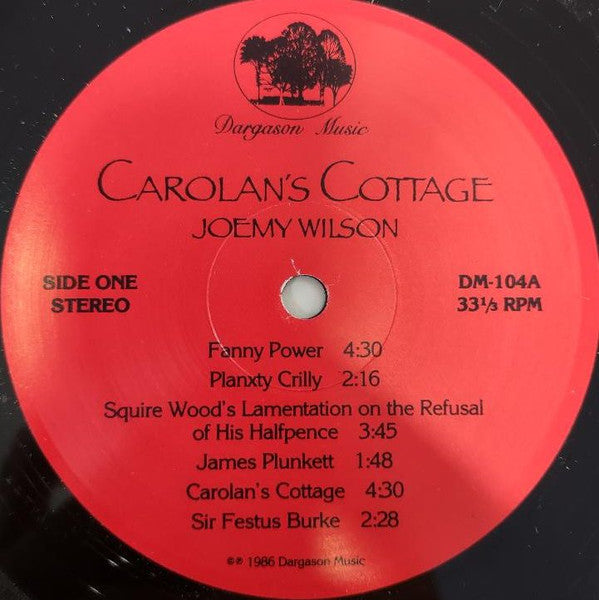 Dargason Music
CAROLAN'S COTTAGE
JOEMY WILSON
SIDE ONE
STEREO
DM-104A
33⅓ RPM
Fanny Power 4:30
Planxty Crilly 2:16
Squire Wood's Lamentation on the Refusal
of His Halfpence 3:45
James Plunkett 1:48
Carolan's Cottage 4:30
Sir Festus Burke 2:28
©℗ 1986 Dargason Music